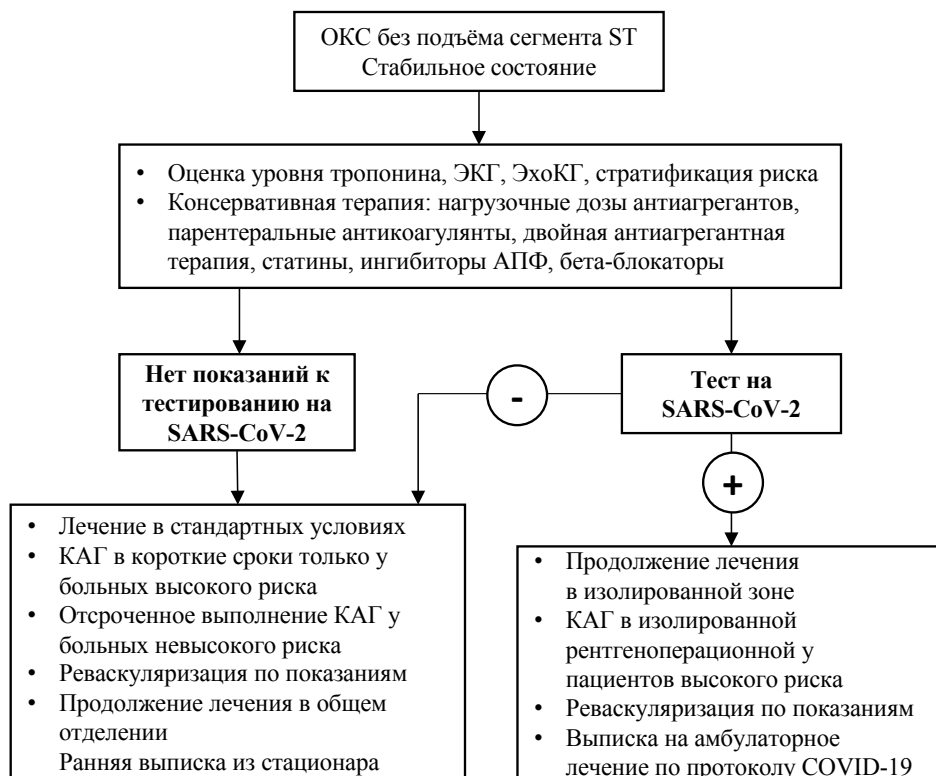 ОКС без подъёма сегмента ST
Стабильное состояние
• Оценка уровня тропонина, ЭКГ, ЭхоКГ, стратификация риска
• Консервативная терапия: нагрузочные дозы антиагрегантов,
парентеральные антикоагулянты, двойная антиагрегантная
терапия, статины, ингибиторы АПФ, бета-блокаторы
Нет показаний к
тестированию на
SARS-CoV-2
-
Тест на
SARS-CoV-2
+
• Лечение в стандартных условиях
• КАГ в короткие сроки только у
больных высокого риска
• Отсроченное выполнение КАГ у
больных невысокого риска
• Реваскуляризация по показаниям
• Продолжение лечения в общем
отделении
Ранняя выписка из стационара
• Продолжение лечения
в изолированной зоне
• КАГ в изолированной
рентгеноперационной у
пациентов высокого риска
• Реваскуляризация по показаниям
• Выписка на амбулаторное
лечение по протоколу COVID-19